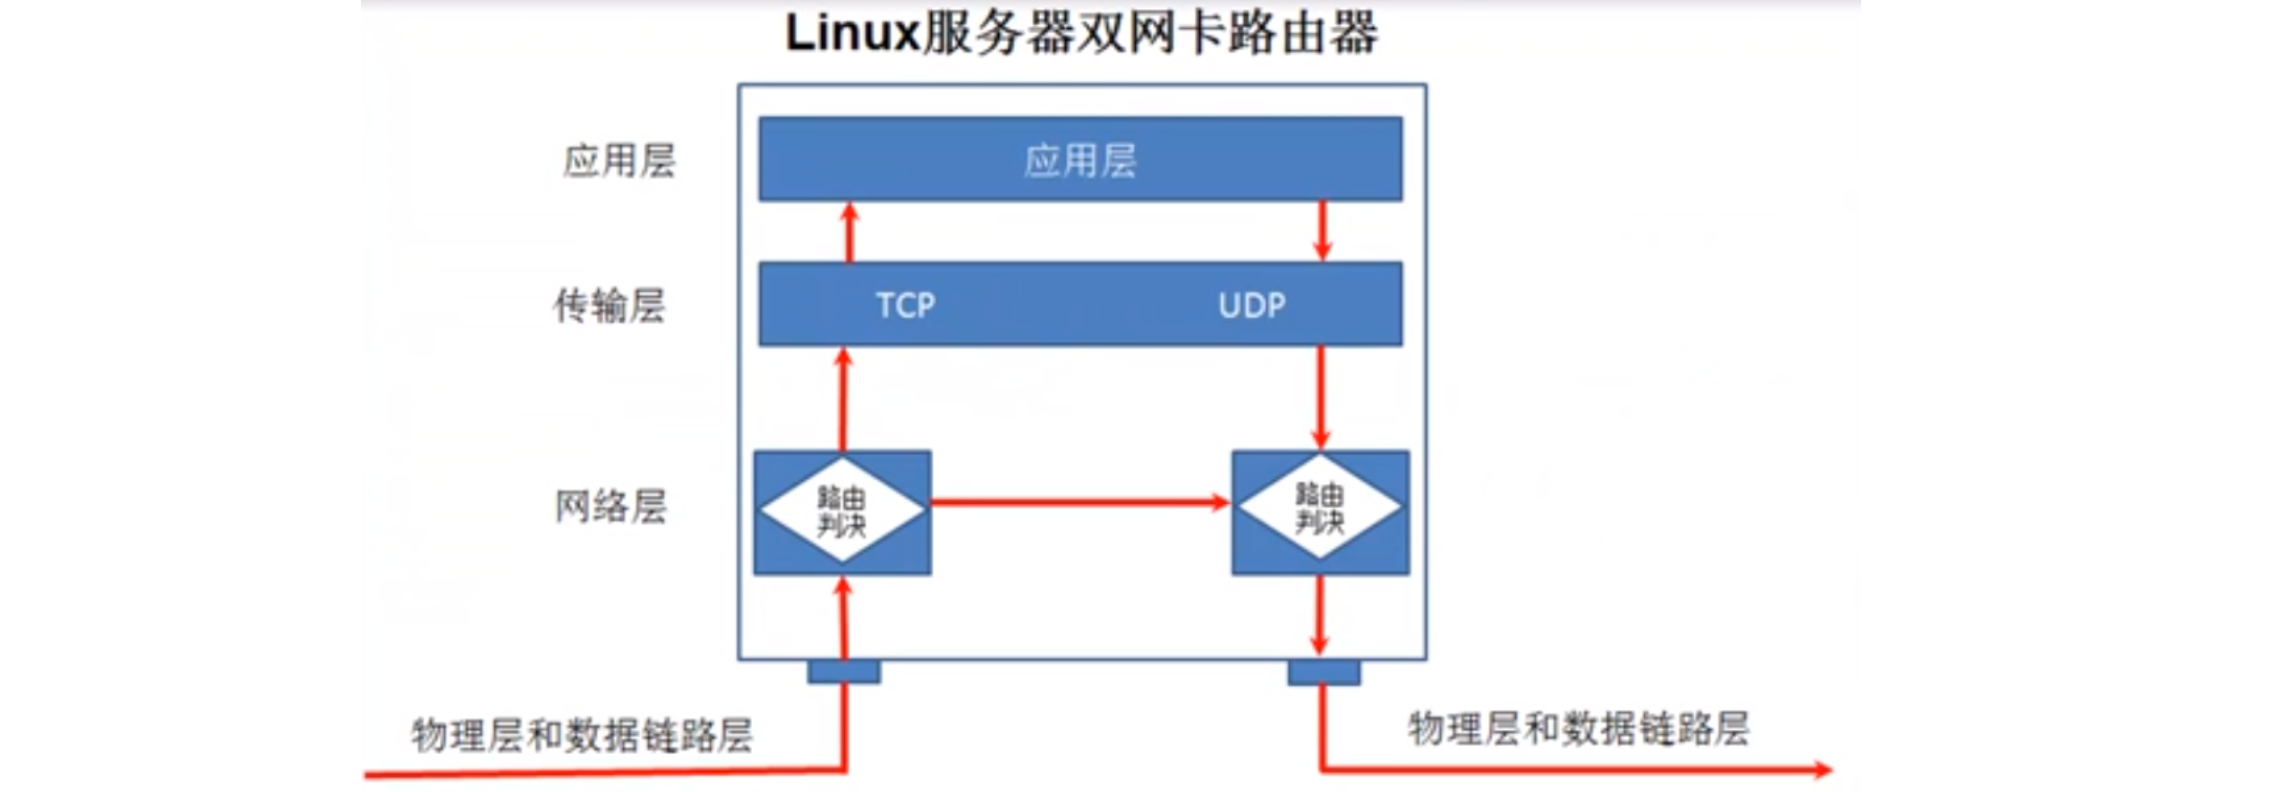 Linux服务器双网卡路由器
应用层
应用层
传输层
TCP
UDP
网络层
路由
判决
路由
判决
物理层和数据链路层
物理层和数据链路层